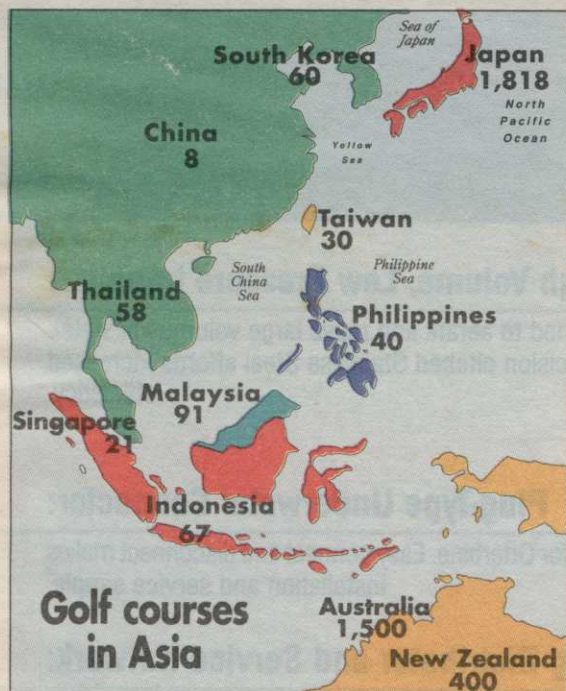 Sea of
Japan
South Korea
60
Japan
1,818
North
Pacific
Ocean
China
8
Yellow
Sea
Taiwan
30
South
China
Sea
Philippine
Sea
Thailand
58
Philippines
40
Malaysia
91
Singapore
21
Indonesia
67
Golf courses
in Asia
Australia
1,500
New Zealand
400